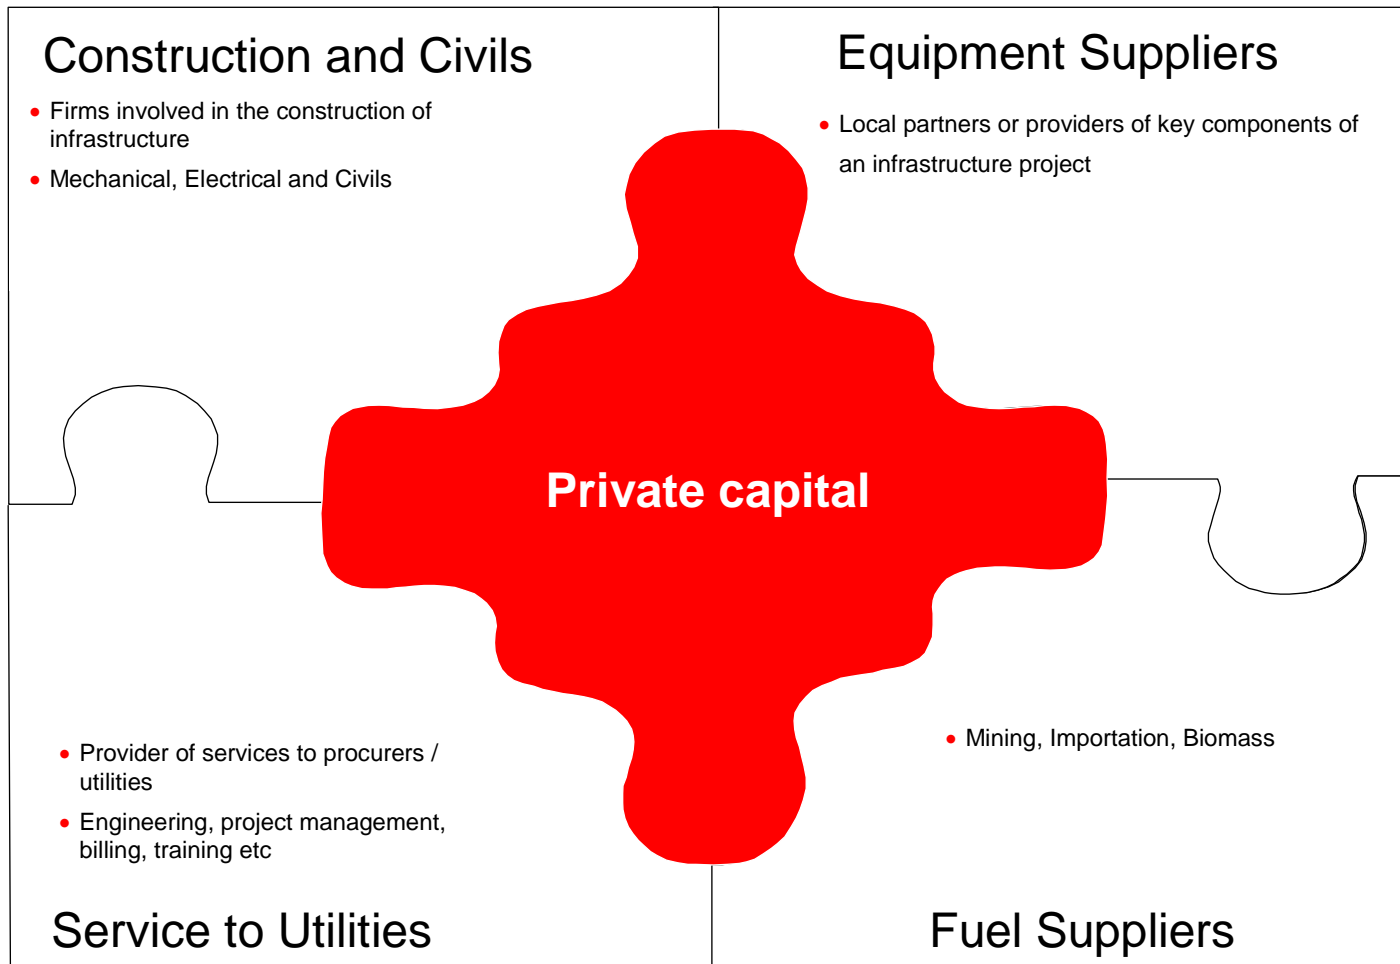 Construction and Civils
• Firms involved in the construction of
infrastructure
• Mechanical, Electrical and Civils
Equipment Suppliers
• Local partners or providers of key components of
an infrastructure project
Private capital
• Provider of services to procurers /
utilities
• Engineering, project management,
billing, training etc
Service to Utilities
• Mining, Importation, Biomass
Fuel Suppliers